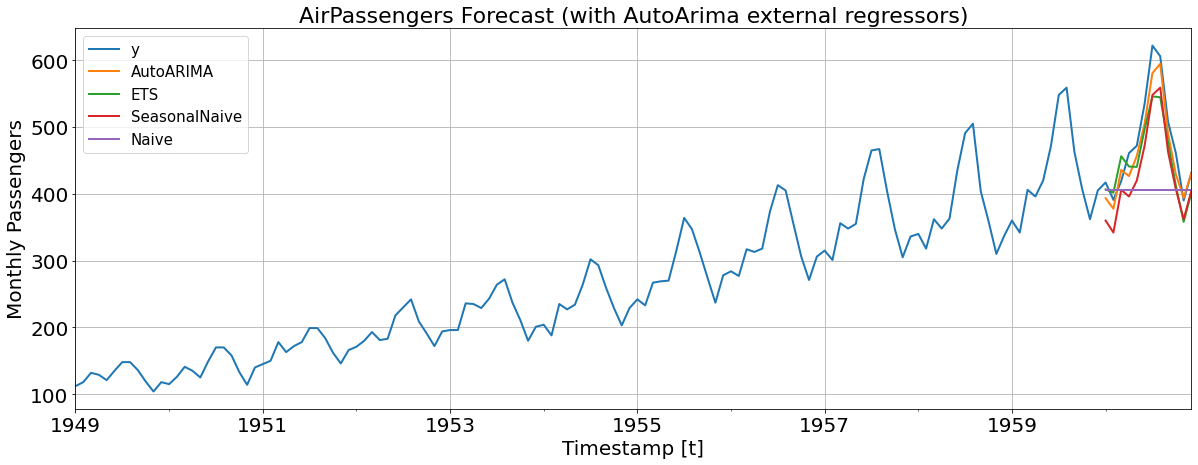 AirPassengers Forecast (with AutoArima external regressors)
y
AutoARIMA
ETS
SeasonalNaive
Naive
Monthly Passengers
600
500
400
300
200
100
1949 1951 1953 1955 1957 1959
Timestamp [t]